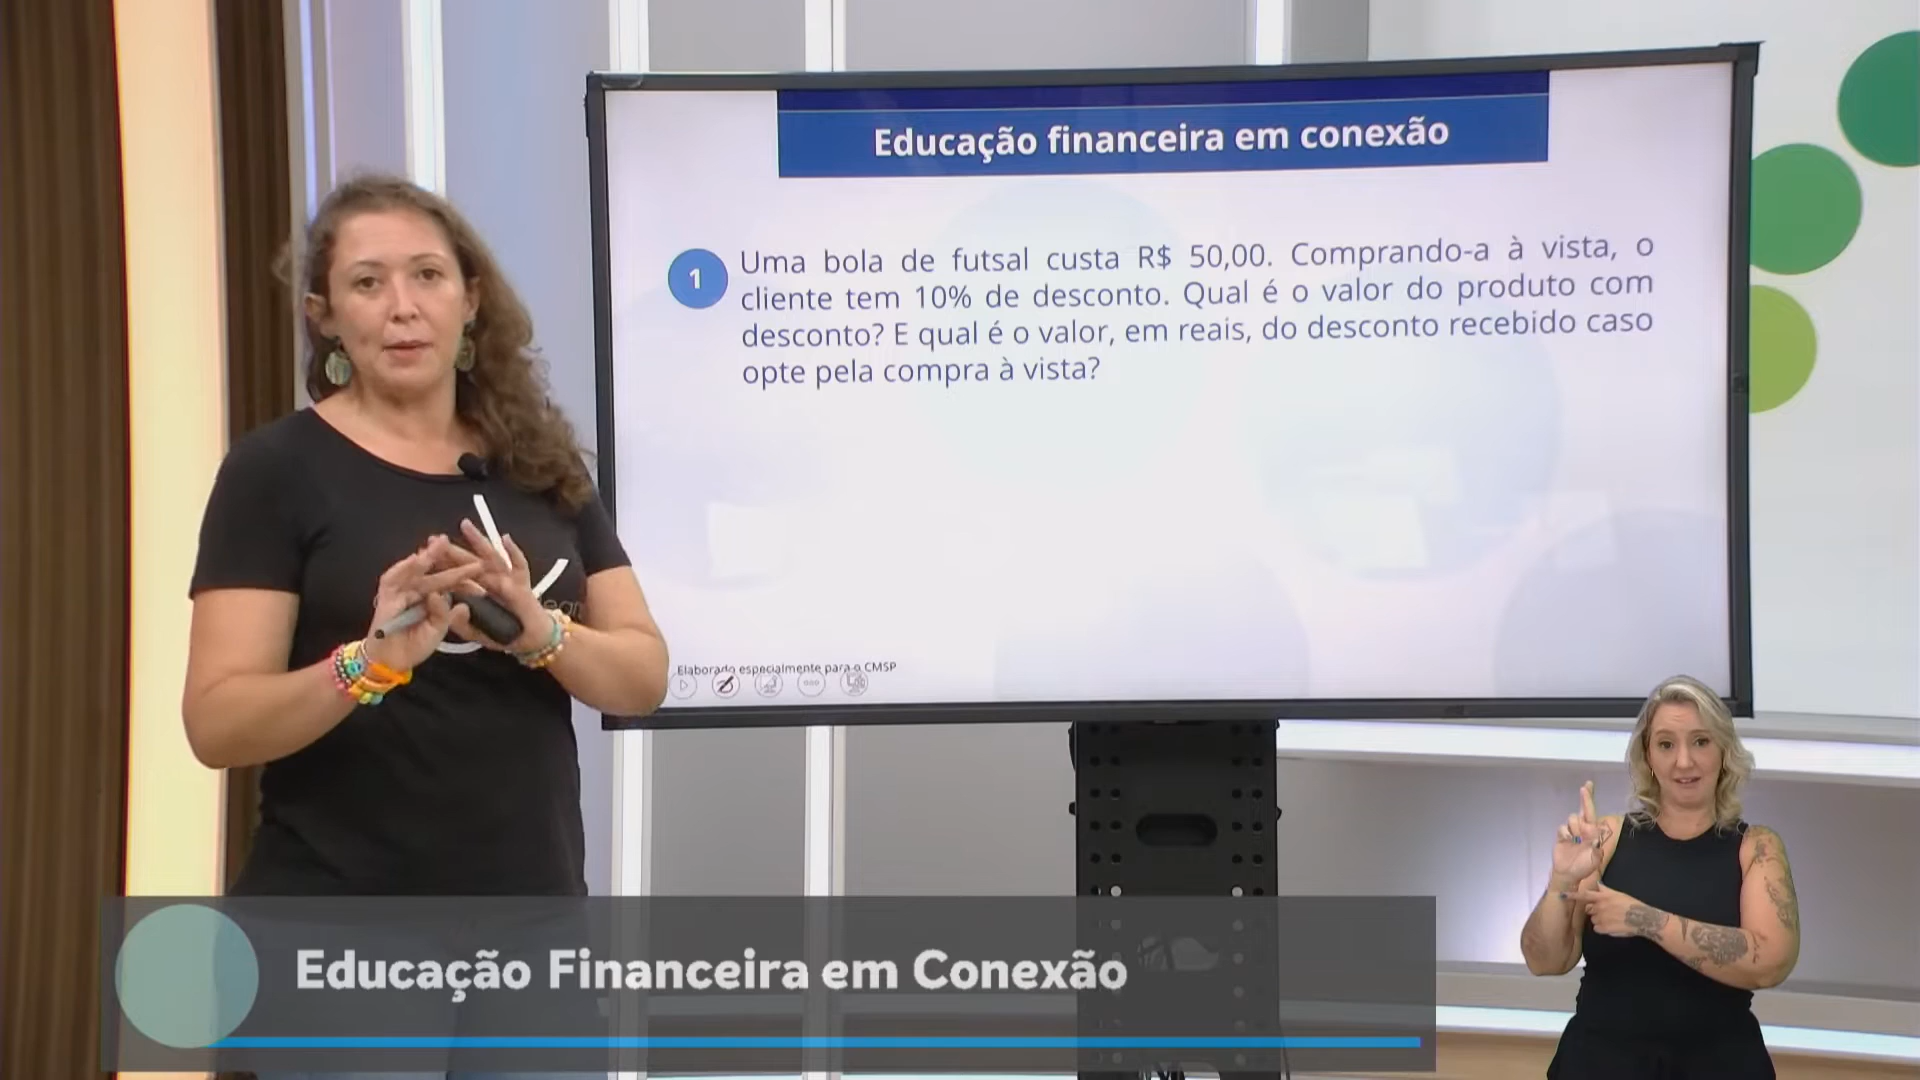 Educação financeira em conexão
1
Uma bola de futsal custa R$ 50,00. Comprando-a à vista, o
cliente tem 10% de desconto. Qual é o valor do produto com
desconto? E qual é o valor, em reais, do desconto recebido caso
opte pela compra à vista?
Elaborado especialmente para o CMSP
Educação Financeira em Conexão